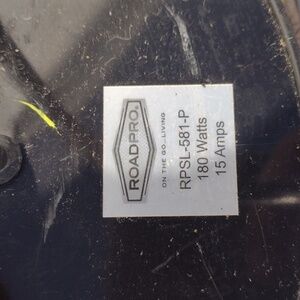 ROADPRO
ON THE GO...LIVING
RPSL-581-P
180 Watts
15 Amps